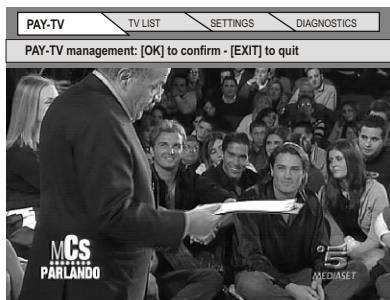 PAY-TV TV LIST SETTINGS DIAGNOSTICS
PAY-TV management: [OK] to confirm - [EXIT] to quit
MCs
PARLANDO
5
MEDIASET